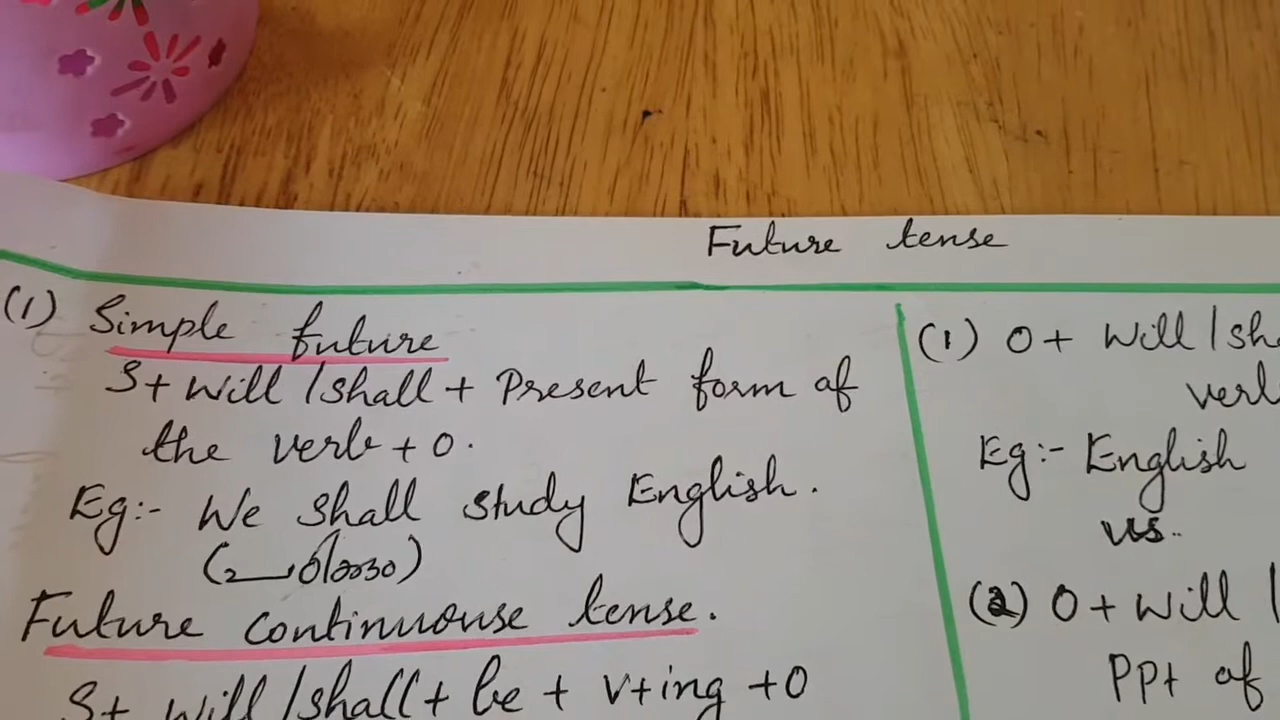 Future tense
(1) Simple future
S+ will / shall + Present form of
the verb + O.
Eg:- We shall study English.
Future continuouse tense.
S+ will / shall + be + v+ing + O
(1) O + Will / sh
verb
Eg:- English
us..
(2) O + will /
PPt of